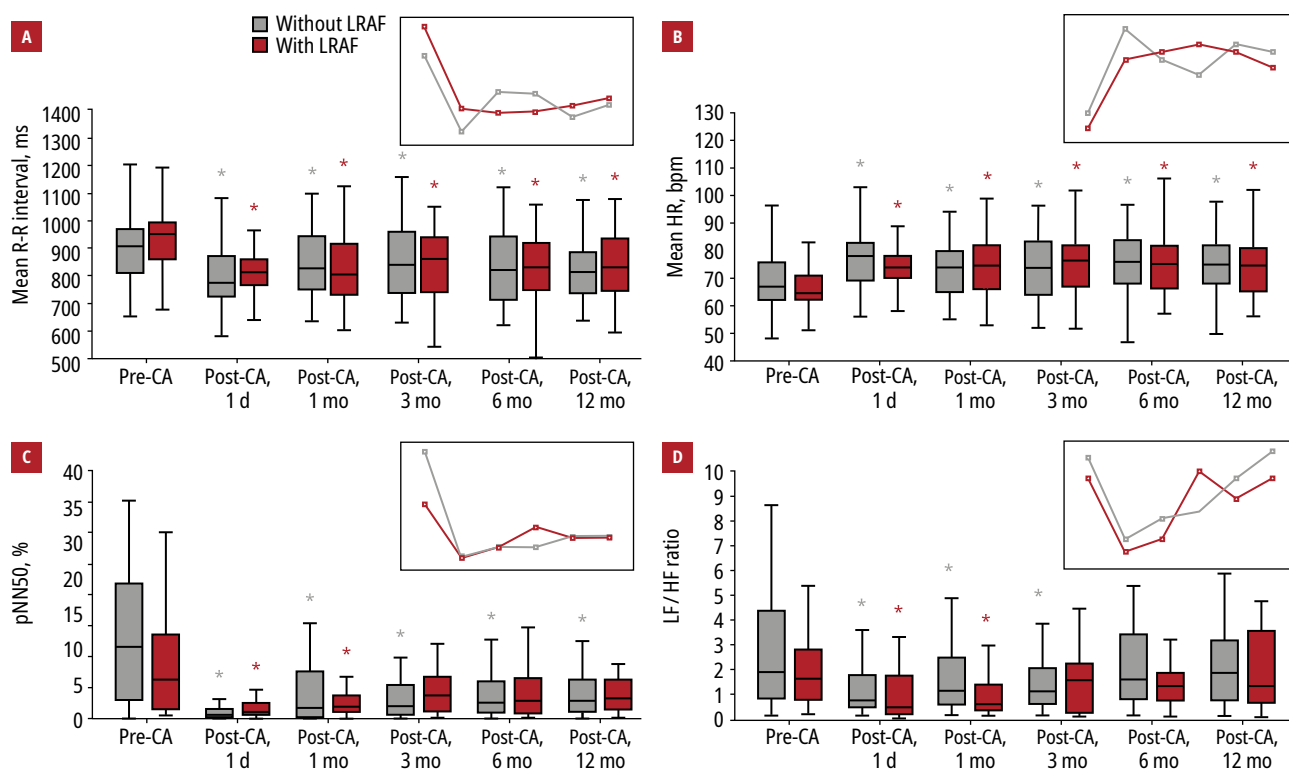 A
Without LRAF
With LRAF
Mean R-R interval, ms
1400
1300
1200
1100
1000
900
800
700
600
500
* * * * * * * * * *
Pre-CA Post-CA, 1 d Post-CA, 1 mo Post-CA, 3 mo Post-CA, 6 mo Post-CA, 12 mo
B
Mean HR, bpm
130
120
110
100
90
80
70
60
50
40
* * * * * * * * * *
Pre-CA Post-CA, 1 d Post-CA, 1 mo Post-CA, 3 mo Post-CA, 6 mo Post-CA, 12 mo
C
pNN50, %
40
35
30
20
20
15
10
5
0
* * * * * * *
Pre-CA Post-CA, 1 d Post-CA, 1 mo Post-CA, 3 mo Post-CA, 6 mo Post-CA, 12 mo
D
LF / HF ratio
10
9
8
7
6
5
4
3
2
1
0
* * * * *
Pre-CA Post-CA, 1 d Post-CA, 1 mo Post-CA, 3 mo Post-CA, 6 mo Post-CA, 12 mo